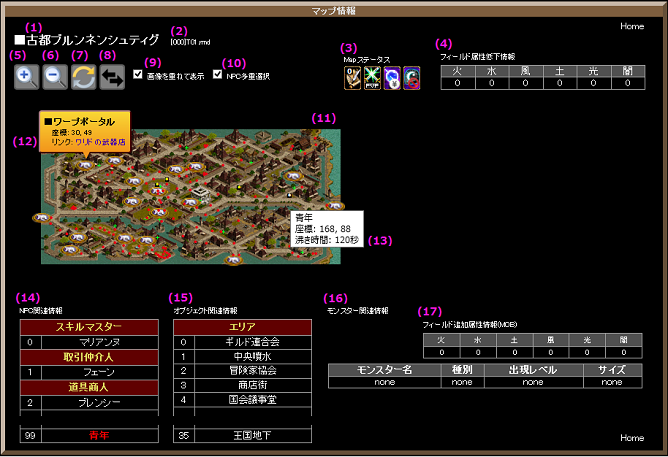 マップ情報
Home
(1)
(2)
■古都ブルンネンシュティグ
[000]T01.rmd
(5) (6) (7) (8) (9) (10)
画像を重ねて表示
NPC多重選択
(3)
Mapステータス
(4)
フィールド属性低下情報
火 水 風 土 光 闇
0 0 0 0 0 0
(11)
(12)
■ワープポータル
座標: 30, 49
リンク: ワリドの武器店
青年
座標: 168, 88
沸き時間: 120秒
(13)
(14)
NPC関連情報
スキルマスター
0 マリアンヌ
取引仲介人
1 フェーン
道具商人
2 ブレンシー
99 青年
(15)
オブジェクト関連情報
エリア
0 ギルド連合会
1 中央噴水
2 冒険家協会
3 商店街
4 国会議事堂
35 王国地下
(16)
モンスター関連情報
(17)
フィールド追加属性情報(MOB)
火 水 風 土 光 闇
0 0 0 0 0 0
モンスター名 種別 出現レベル サイズ
none none none none
Home